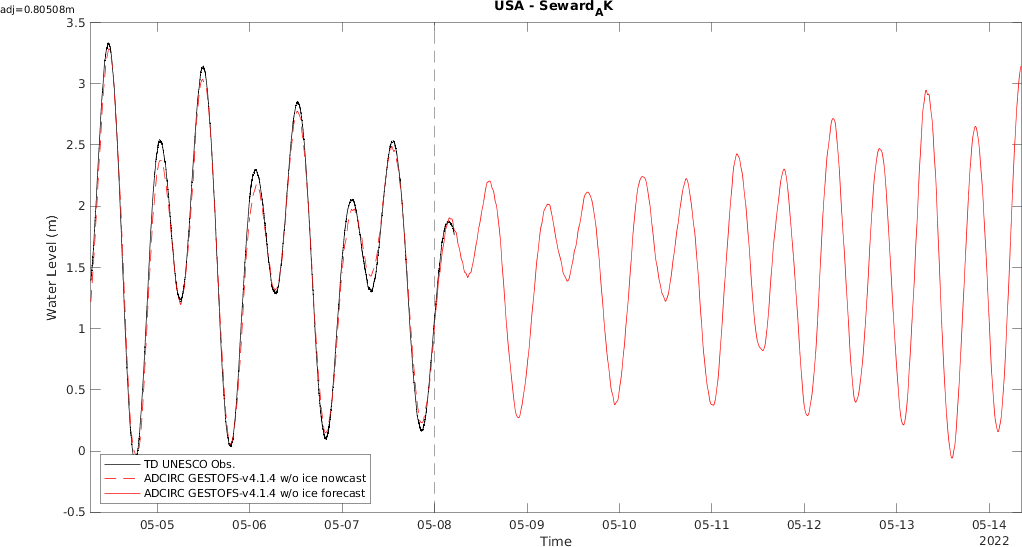 adj=0.80508m
USA - Seward_AK
3.5
3
2.5
2
1.5
1
0.5
0
-0.5
Water Level (m)
TD UNESCO Obs.
ADCIRC GESTOFS-v4.1.4 w/o ice nowcast
ADCIRC GESTOFS-v4.1.4 w/o ice forecast
05-05 05-06 05-07 05-08 05-09 05-10 05-11 05-12 05-13 05-14
Time
2022